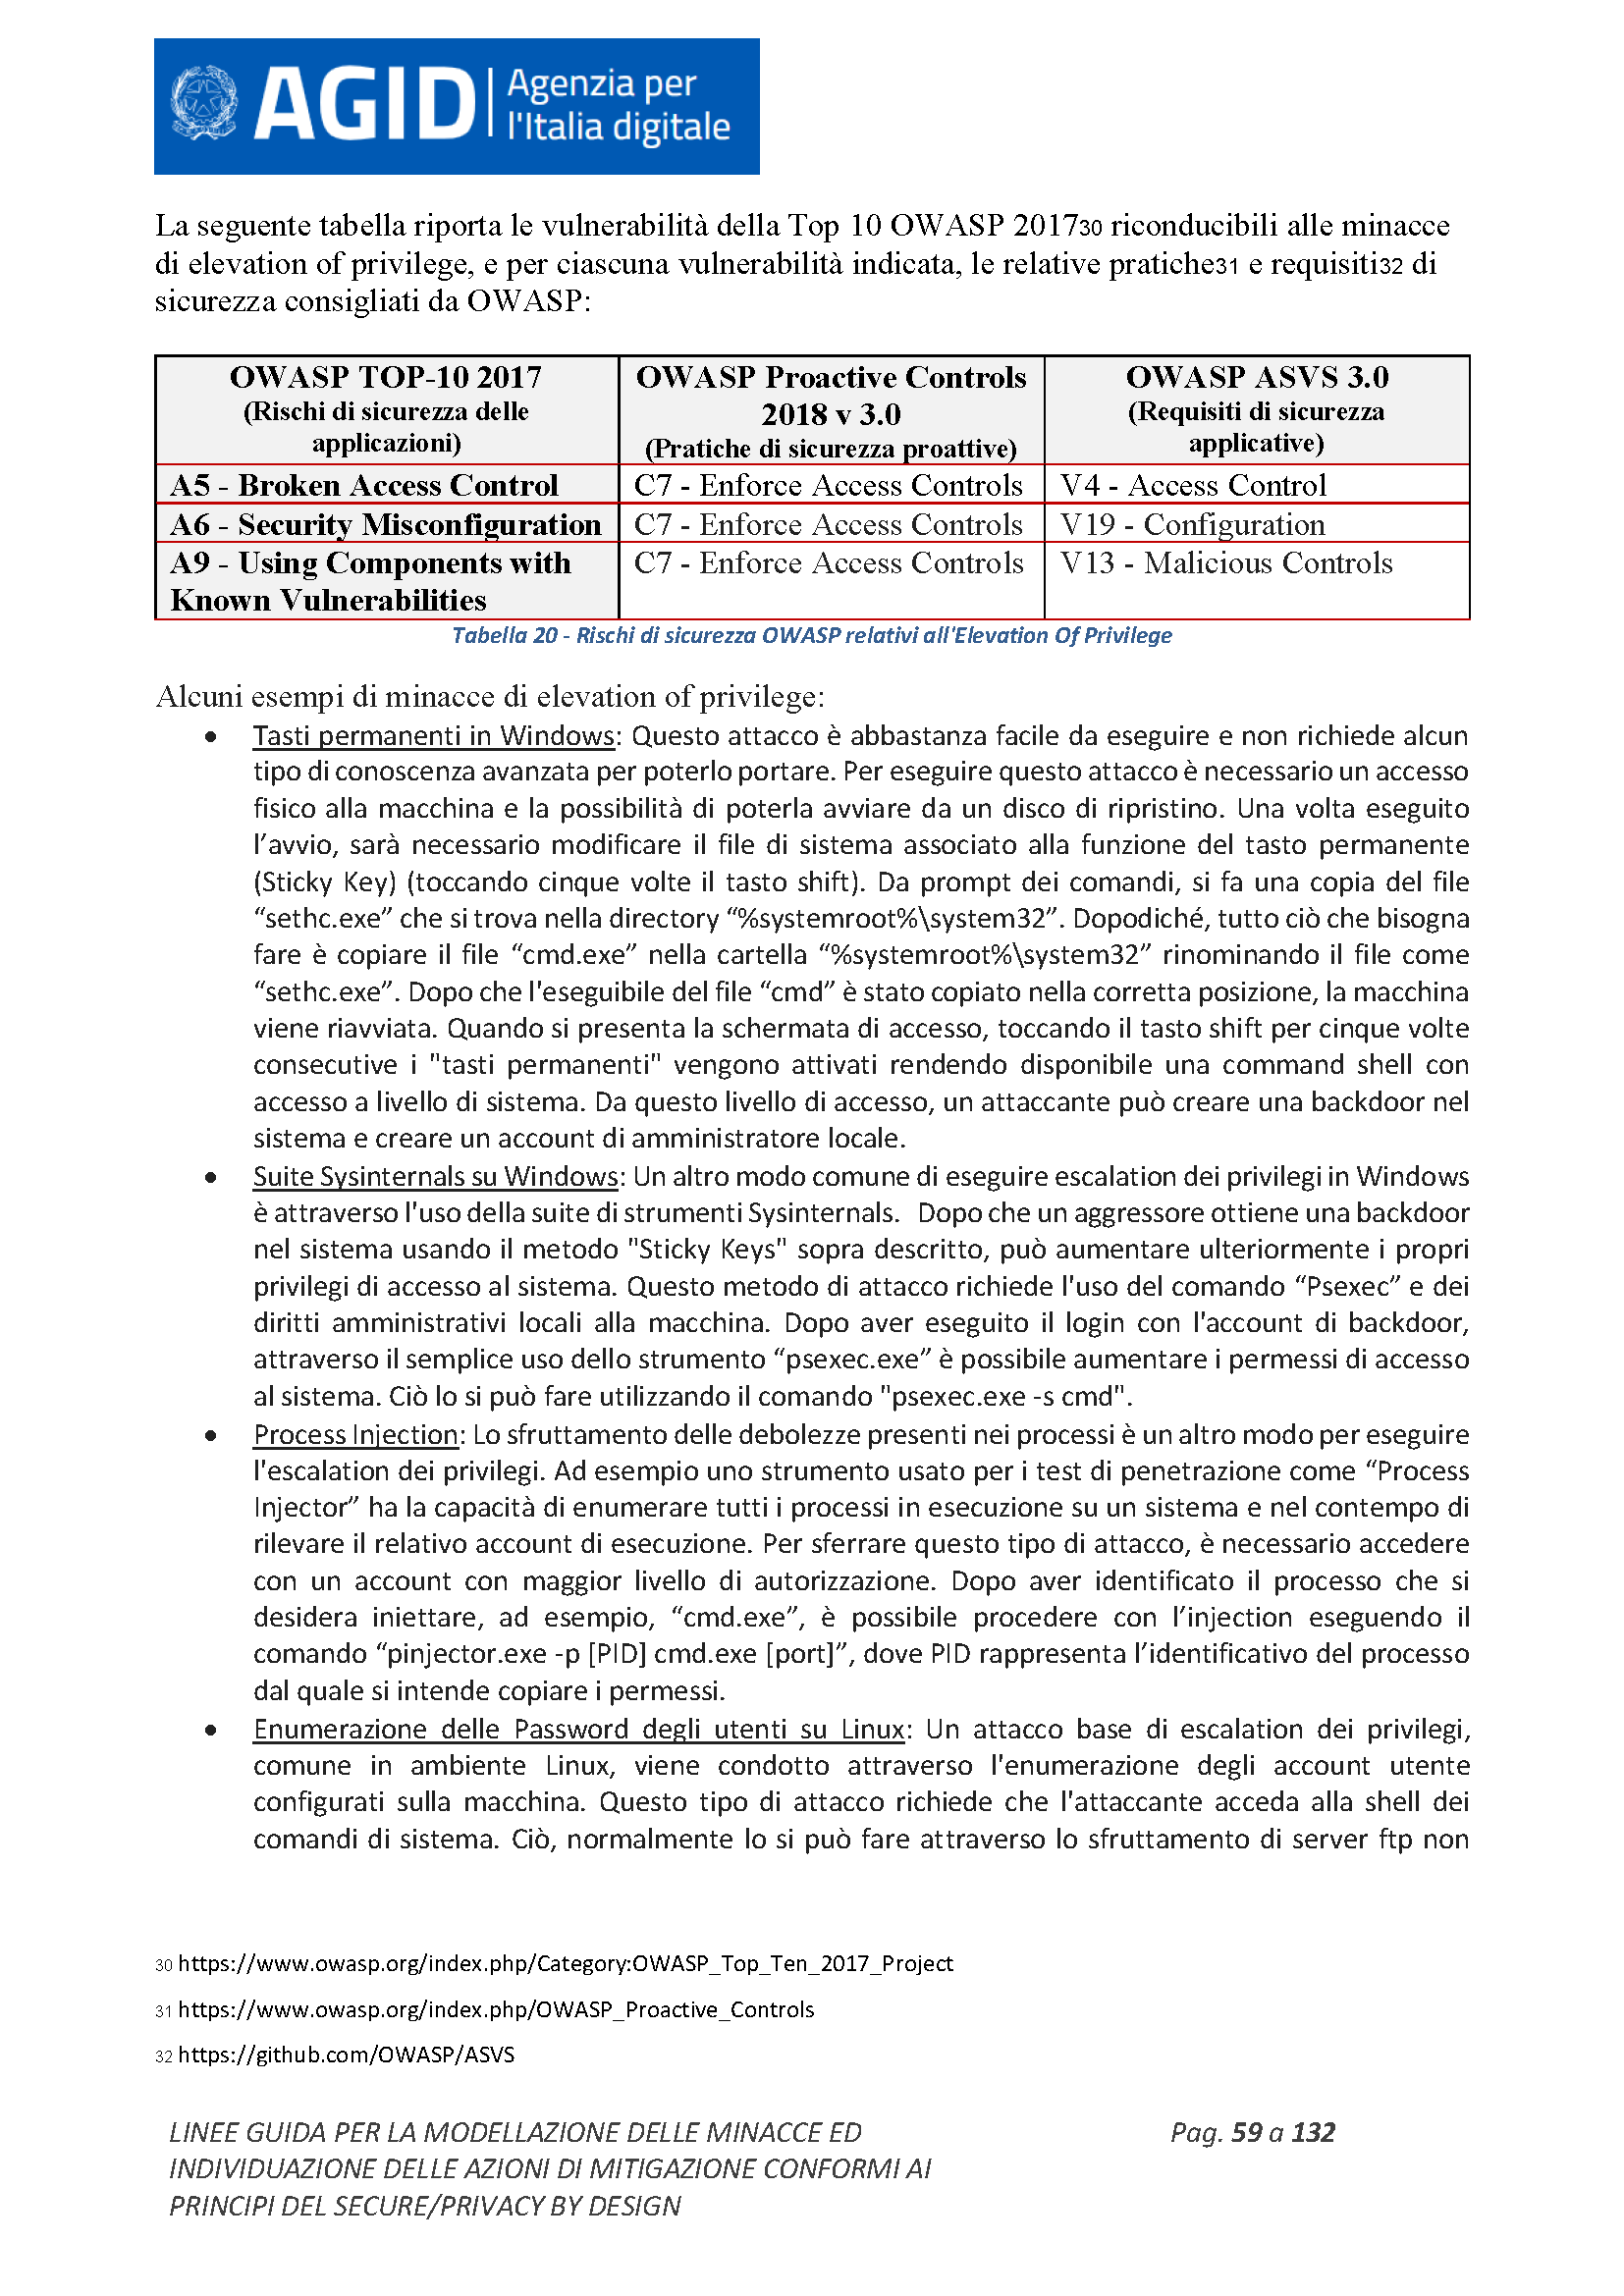 AGID
Agenzia per
l'Italia digitale
La seguente tabella riporta le vulnerabilità della Top 10 OWASP 201730 riconducibili alle minacce
di elevation of privilege, e per ciascuna vulnerabilità indicata, le relative pratiche31 e requisiti32 di
sicurezza consigliati da OWASP:
OWASP TOP-10 2017
(Rischi di sicurezza delle
applicazioni)
OWASP Proactive Controls
2018 v 3.0
(Pratiche di sicurezza proattive)
OWASP ASVS 3.0
(Requisiti di sicurezza
applicative)
A5 - Broken Access Control
C7 - Enforce Access Controls
V4 - Access Control
A6 - Security Misconfiguration
C7 - Enforce Access Controls
V19 - Configuration
A9 - Using Components with
Known Vulnerabilities
C7 - Enforce Access Controls
V13 - Malicious Controls
Tabella 20 - Rischi di sicurezza OWASP relativi all'Elevation Of Privilege
Alcuni esempi di minacce di elevation of privilege:
• Tasti permanenti in Windows: Questo attacco è abbastanza facile da eseguire e non richiede alcun
tipo di conoscenza avanzata per poterlo portare. Per eseguire questo attacco è necessario un accesso
fisico alla macchina e la possibilità di poterla avviare da un disco di ripristino. Una volta eseguito
l’avvio, sarà necessario modificare il file di sistema associato alla funzione del tasto permanente
(Sticky Key) (toccando cinque volte il tasto shift). Da prompt dei comandi, si fa una copia del file
“sethc.exe” che si trova nella directory “%systemroot%\system32”. Dopodiché, tutto ciò che bisogna
fare è copiare il file “cmd.exe” nella cartella “%systemroot%\system32” rinominando il file come
“sethc.exe”. Dopo che l'eseguibile del file “cmd” è stato copiato nella corretta posizione, la macchina
viene riavviata. Quando si presenta la schermata di accesso, toccando il tasto shift per cinque volte
consecutive i "tasti permanenti" vengono attivati rendendo disponibile una command shell con
accesso a livello di sistema. Da questo livello di accesso, un attaccante può creare una backdoor nel
sistema e creare un account di amministratore locale.
• Suite Sysinternals su Windows: Un altro modo comune di eseguire escalation dei privilegi in Windows
è attraverso l'uso della suite di strumenti Sysinternals. Dopo che un aggressore ottiene una backdoor
nel sistema usando il metodo "Sticky Keys" sopra descritto, può aumentare ulteriormente i propri
privilegi di accesso al sistema. Questo metodo di attacco richiede l'uso del comando “Psexec” e dei
diritti amministrativi locali alla macchina. Dopo aver eseguito il login con l'account di backdoor,
attraverso il semplice uso dello strumento “psexec.exe” è possibile aumentare i permessi di accesso
al sistema. Ciò lo si può fare utilizzando il comando "psexec.exe -s cmd".
• Process Injection: Lo sfruttamento delle debolezze presenti nei processi è un altro modo per eseguire
l'escalation dei privilegi. Ad esempio uno strumento usato per i test di penetrazione come “Process
Injector” ha la capacità di enumerare tutti i processi in esecuzione su un sistema e nel contempo di
rilevare il relativo account di esecuzione. Per sferrare questo tipo di attacco, è necessario accedere
con un account con maggior livello di autorizzazione. Dopo aver identificato il processo che si
desidera iniettare, ad esempio, “cmd.exe”, è possibile procedere con l’injection eseguendo il
comando “pinjector.exe -p [PID] cmd.exe [port]”, dove PID rappresenta l’identificativo del processo
dal quale si intende copiare i permessi.
• Enumerazione delle Password degli utenti su Linux: Un attacco base di escalation dei privilegi,
comune in ambiente Linux, viene condotto attraverso l'enumerazione degli account utente
configurati sulla macchina. Questo tipo di attacco richiede che l'attaccante acceda alla shell dei
comandi di sistema. Ciò, normalmente lo si può fare attraverso lo sfruttamento di server ftp non
30 https://www.owasp.org/index.php/Category:OWASP_Top_Ten_2017_Project
31 https://www.owasp.org/index.php/OWASP_Proactive_Controls
32 https://github.com/OWASP/ASVS
LINEE GUIDA PER LA MODELLAZIONE DELLE MINACCE ED
INDIVIDUAZIONE DELLE AZIONI DI MITIGAZIONE CONFORMI AI
PRINCIPI DEL SECURE/PRIVACY BY DESIGN
Pag. 59 a 132